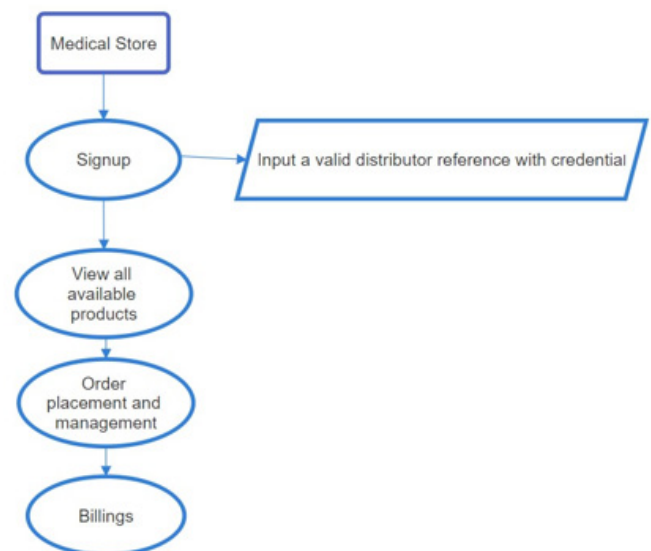 Medical Store
Signup
Input a valid distributor reference with credential
View all
available
products
Order
placement and
management
Billings